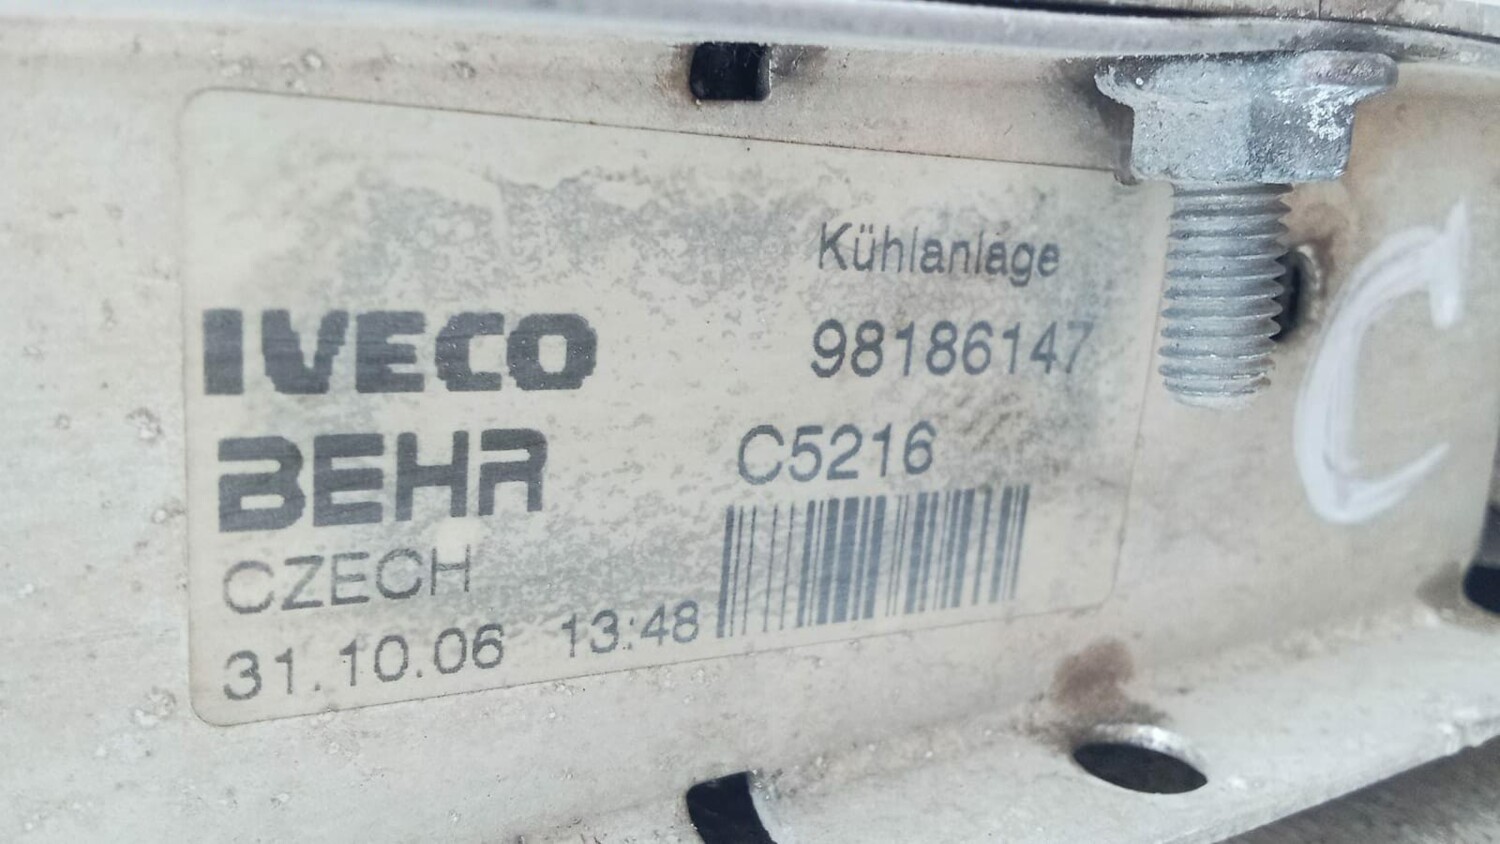 Kühlanlage
IVECO 98186147
BEHR C5216
CZECH
31.10.06 13:48
C